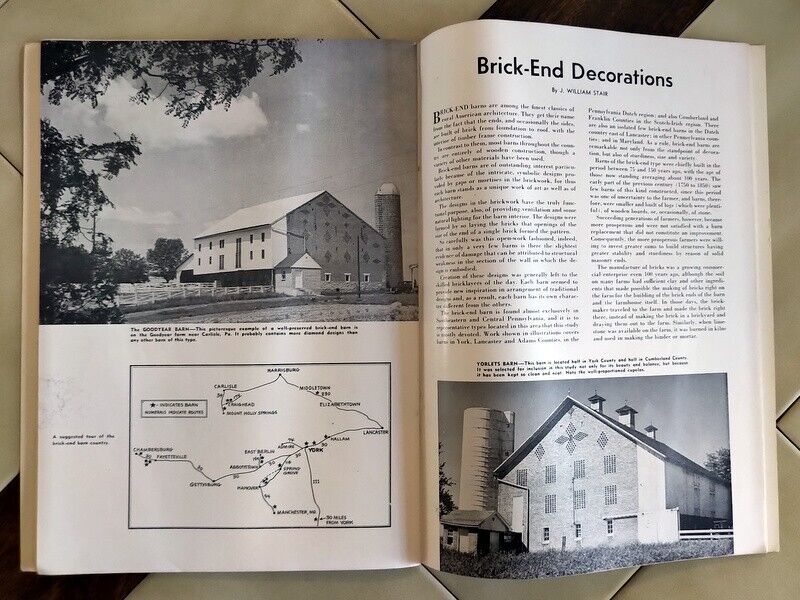 The GOODYEAR BARN—This picturesque example of a well-preserved brick-end barn is
on the Goodyear farm near Carlisle, Pa. It probably contains more diamond designs than
any other barn of this type.
A suggested tour of the
brick-end barn country.
★—INDICATES BARN
NUMERALS INDICATE ROUTES
HARRISBURG
CARLISLE
34
CRAIGHEAD
MOUNT HOLLY SPRINGS
MIDDLETOWN
230
ELIZABETHTOWN
LANCASTER
HALLAM
30
YORK
CHAMBERSBURG
30
FAYETTEVILLE
30
GETTYSBURG
EAST BERLIN
ABBOTTSTOWN
SPRING
GROVE
HANOVER
94
MANCHESTER, MD.
111
30 MILES
FROM YORK
Brick-End Decorations
By J. WILLIAM STAIR
BRICK-END barns are among the finest classics of
rural American architecture. They get their name
from the fact that the ends, and occasionally the sides,
are built of brick from foundation to roof, with the
interior of timber frame construction.
In contrast to them, most barns throughout the coun-
try are entirely of wooden construction, though a
variety of other materials have been used.
Brick-end barns are of outstanding interest particu-
larly because of the intricate, symbolic designs pro-
vided by gaps or mortises in the brickwork, for thus
each barn stands as a unique work of art as well as of
architecture.
The designs in the brickwork have the truly func-
tional purpose, also, of providing ventilation and some
natural lighting for the barn interior. The designs were
formed by so laying the bricks that openings of the
size of the end of a single brick formed the pattern.
So carefully was this open-work fashioned, indeed,
that in only a very few barns is there the slightest
evidence of damage that can be attributed to structural
weakness in the section of the wall in which the de-
sign is embodied.
Creation of these designs was generally left to the
skilled bricklayers of the day. Each barn seemed to
provide new inspiration in arrangement of traditional
designs and, as a result, each barn has its own charac-
ter different from the others.
The brick-end barn is found almost exclusively in
Southeastern and Central Pennsylvania, and it is to
representative types located in this area that this study
is mostly devoted. Work shown in illustrations covers
barns in York, Lancaster and Adams Counties, in the
Pennsylvania Dutch region; and also Cumberland and
Franklin Counties in the Scotch-Irish region. There
are also an isolated few brick-end barns in the Dutch
country east of Lancaster; in other Pennsylvania coun-
ties; and in Maryland. As a rule, brick-end barns are
remarkable not only from the standpoint of decora-
tion, but also of sturdiness, size and variety.
Barns of the brick-end type were chiefly built in the
period between 75 and 150 years ago, with the age of
those now standing averaging about 100 years. The
early part of the previous century (1750 to 1850) saw
few barns of this kind constructed, since this period
was one of uncertainty to the farmer, and barns, there-
fore, were smaller and built of logs (which were plenti-
ful), of wooden boards, or, occasionally, of stone.
Succeeding generations of farmers, however, became
more prosperous and were not satisfied with a barn
replacement that did not constitute an improvement.
Consequently, the more prosperous farmers were will-
ing to invest greater sums to build structures having
greater stability and sturdiness by reason of solid
masonry ends.
The manufacture of bricks was a growing commer-
cial enterprise even 100 years ago, although the soil
on many farms had sufficient clay and other ingredi-
ents that made possible the making of bricks right on
the farm for the building of the brick ends of the barn
and the farmhouse itself. In those days, the brick-
maker traveled to the farm and made the brick right
there, instead of making the brick in a brickyard and
draying them out to the farm. Similarly, when lime-
stone was available on the farm, it was burned in kilns
and used in making the binder or mortar.
YORLETS BARN—This barn is located half in York County and half in Cumberland County.
It was selected for inclusion in this study not only for its beauty and balance, but because
it has been kept so clean and neat. Note the well-proportioned cupolas.